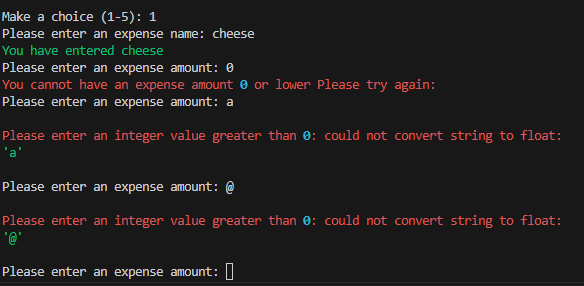 Make a choice (1-5): 1
Please enter an expense name: cheese
You have entered cheese
Please enter an expense amount: 0
You cannot have an expense amount 0 or lower Please try again:
Please enter an expense amount: a
Please enter an integer value greater than 0: could not convert string to float:
'a'
Please enter an expense amount: @
Please enter an integer value greater than 0: could not convert string to float:
'@'
Please enter an expense amount: